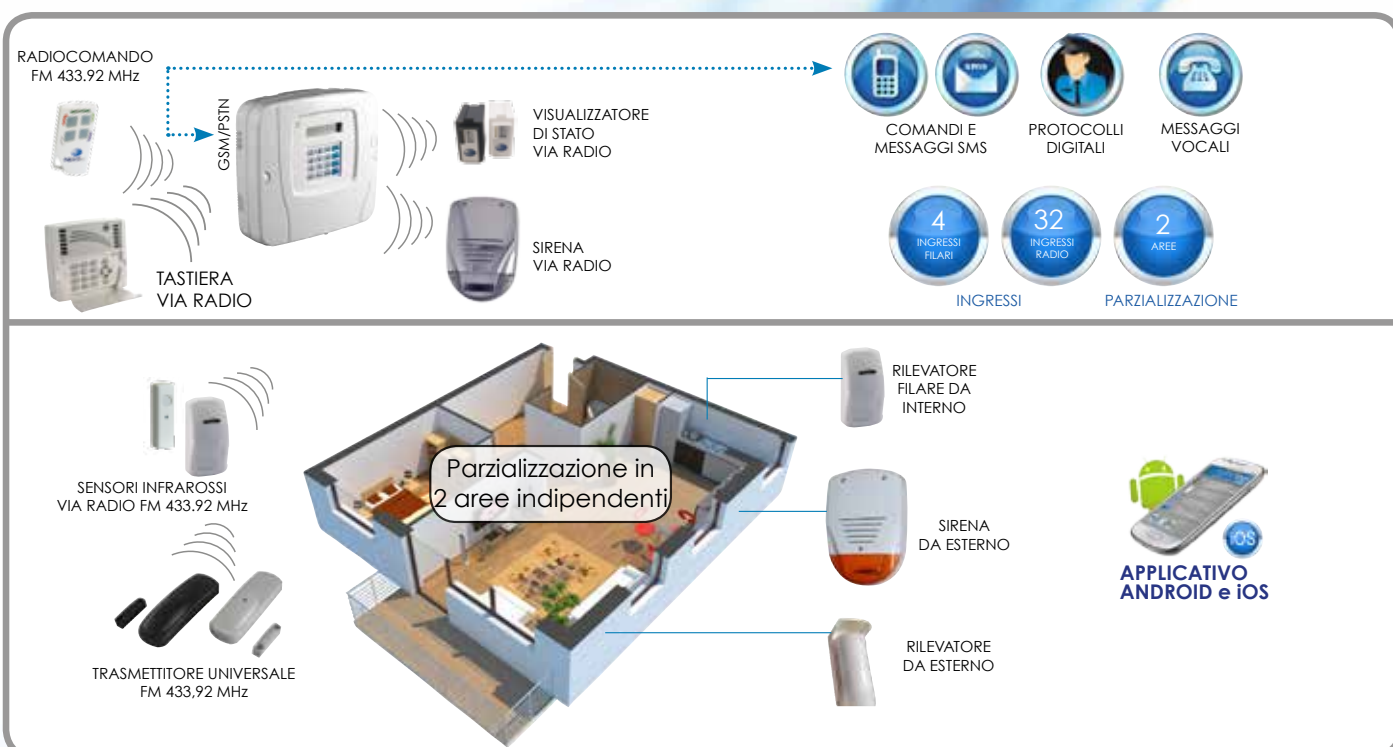 RADIOCOMANDO
FM 433.92 MHz
GSM/PSTN
VISUALIZZATORE
DI STATO
VIA RADIO
SIRENA
VIA RADIO
TASTIERA
VIA RADIO
SMS
COMANDI E
MESSAGGI SMS
PROTOCOLLI
DIGITALI
MESSAGGI
VOCALI
4
INGRESSI
FILARI
32
INGRESSI
RADIO
2
AREE
INGRESSI
PARZIALIZZAZIONE
SENSORI INFRAROSSI
VIA RADIO FM 433.92 MHz
TRASMETTITORE UNIVERSALE
FM 433,92 MHz
Parzializzazione in
2 aree indipendenti
RILEVATORE
FILARE DA
INTERNO
SIRENA
DA ESTERNO
RILEVATORE
DA ESTERNO
iOS
APPLICATIVO
ANDROID e iOS